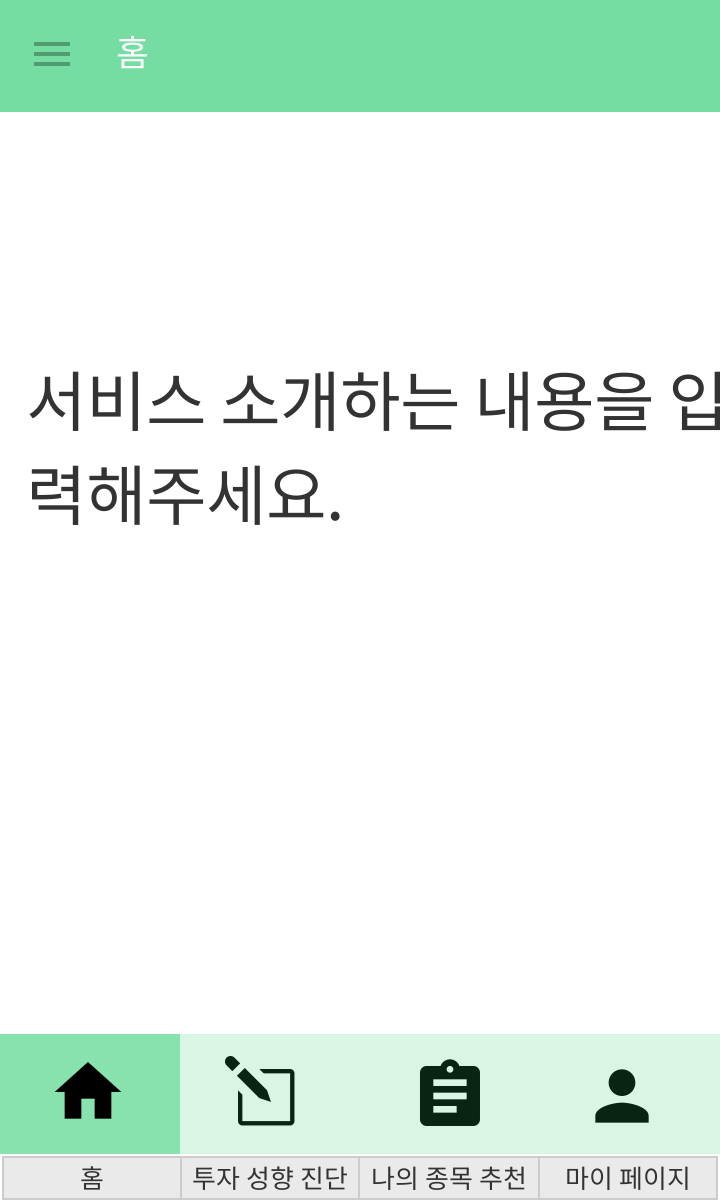 홈
서비스 소개하는 내용을 입
력해주세요.
홈
투자 성향 진단
나의 종목 추천
마이 페이지